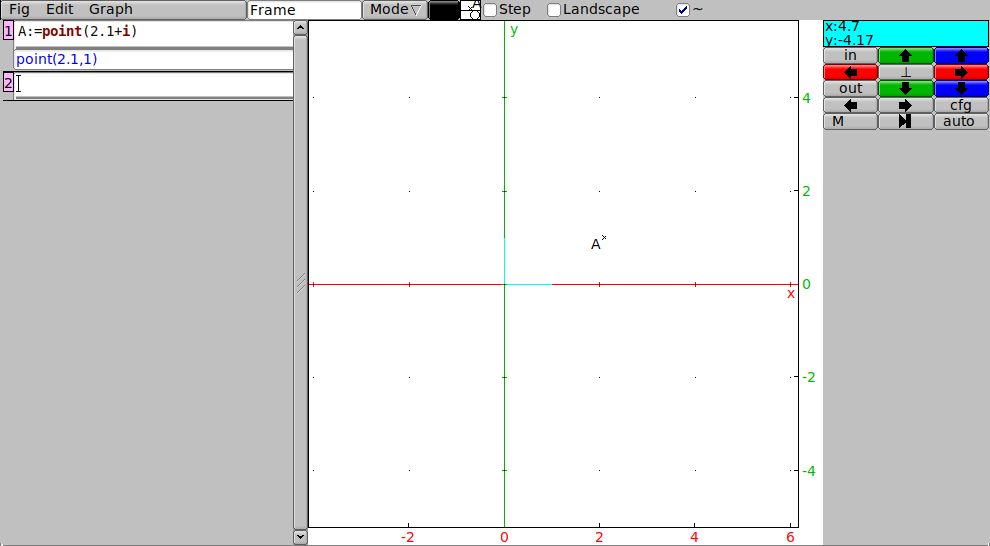 Fig Edit Graph Frame Mode Step Landscape ~
1 A:=point(2.1+i)
point(2.1,1)
2
y
4
2
0
-2
-4
A
x
-2 0 2 4 6
x:4.7
y:-4.17
in
⊥
out
cfg
M auto